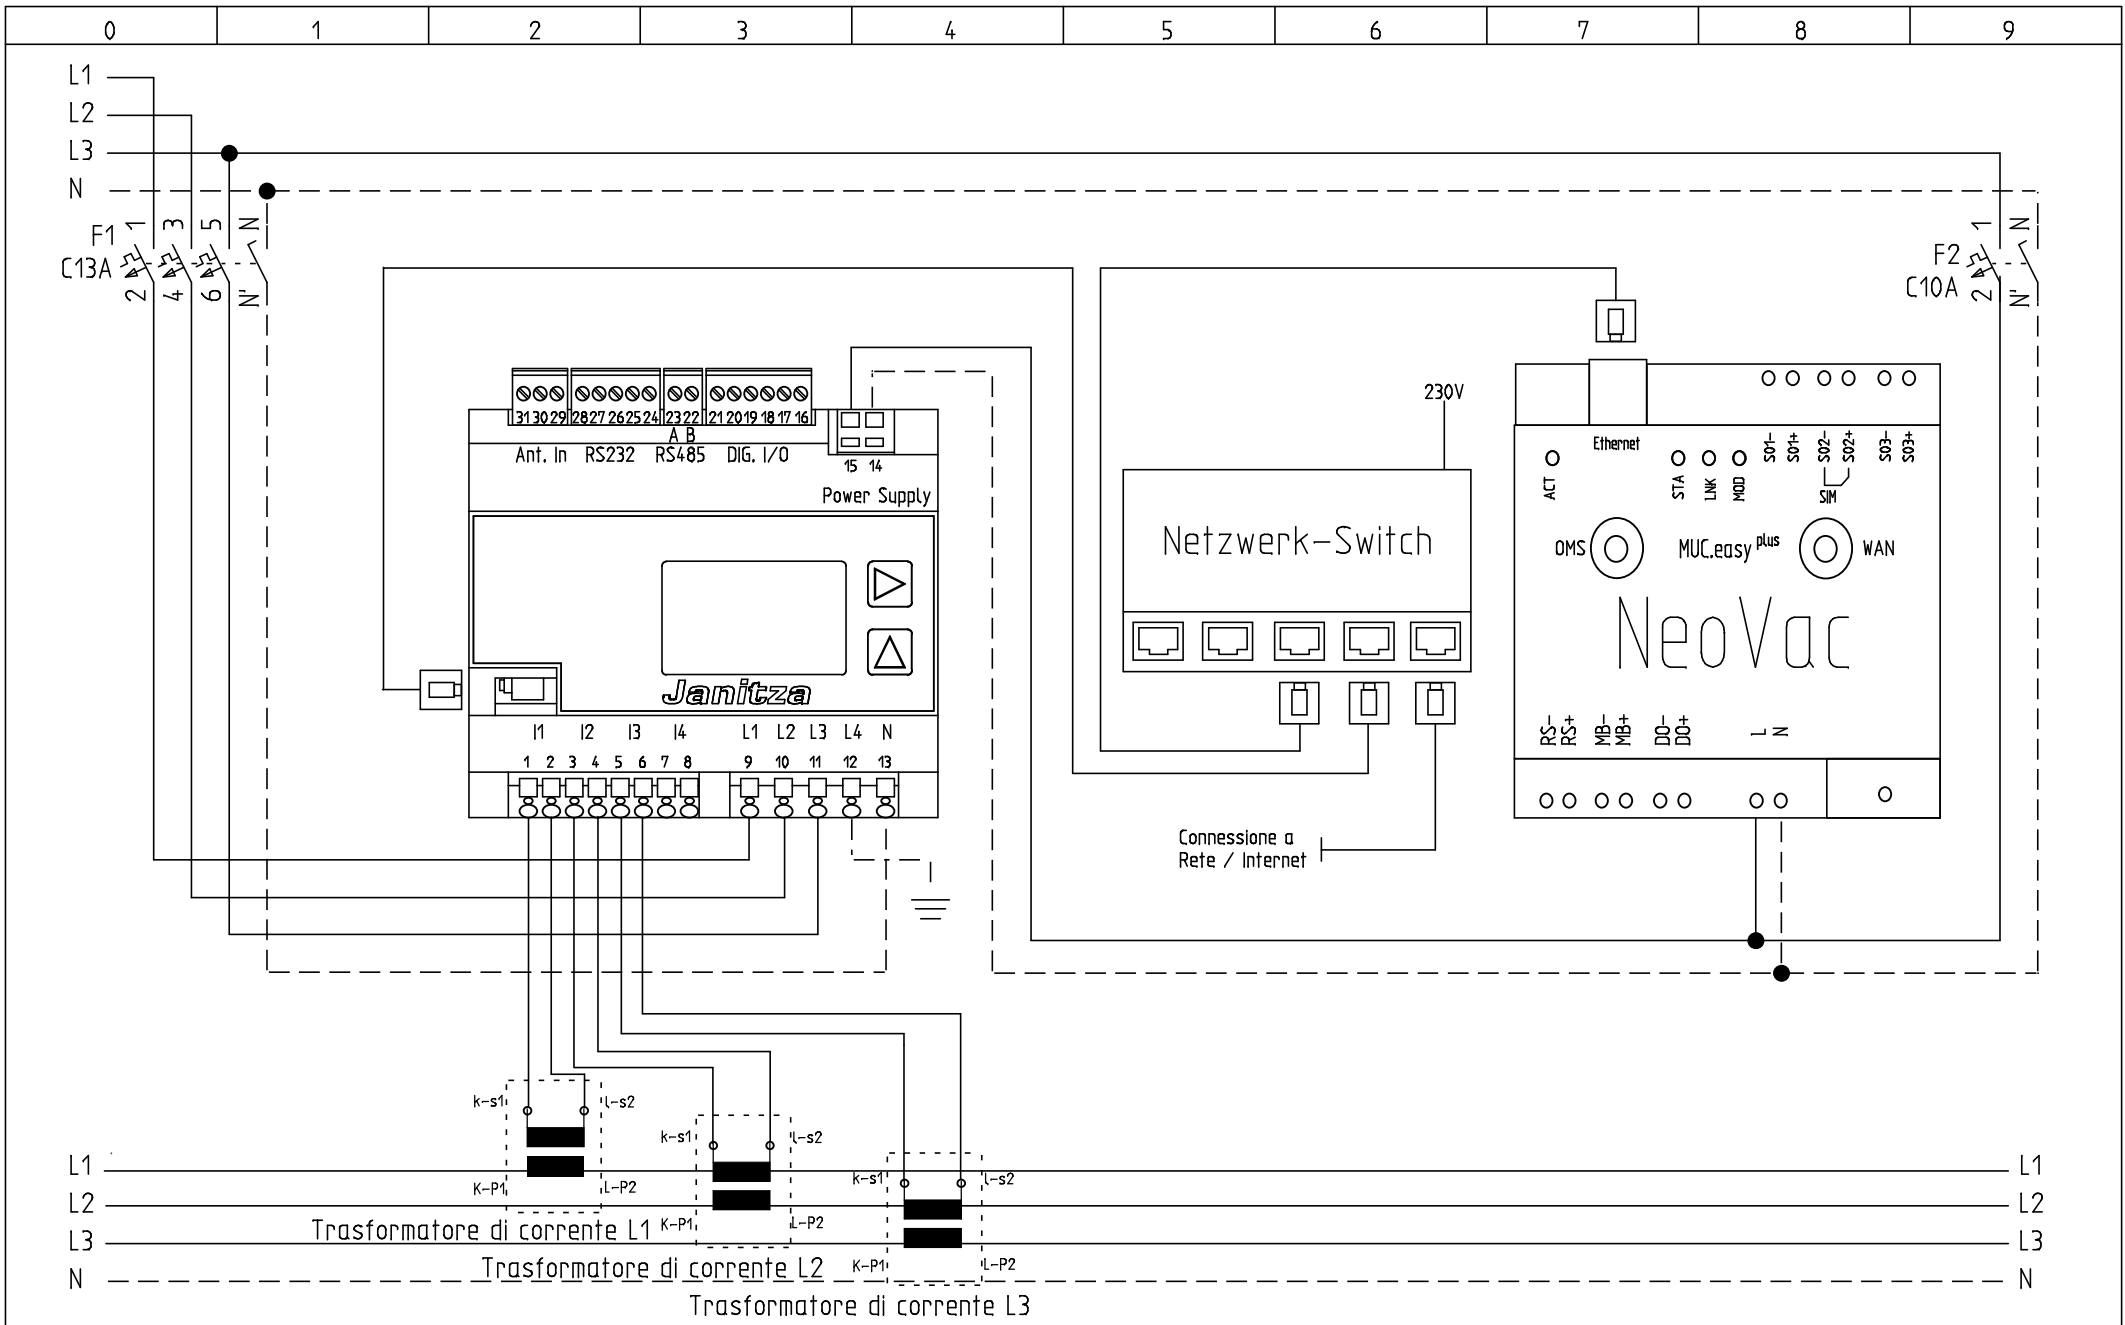 0 1 2 3 4 5 6 7 8 9
L1
L2
L3
N
F1
C13A
1 3 5 N
2 4 6 N'
F2
C10A
1 N
2 N'
31 30 29 28 27 26 25 24 23 22 21 20 19 18 17 16
A B
Ant. In RS232 RS485 DIG. I/O
15 14
Power Supply
Janitza
I1 I2 I3 I4 L1 L2 L3 L4 N
1 2 3 4 5 6 7 8 9 10 11 12 13
230V
Netzwerk-Switch
Connessione a
Rete / Internet
Ethernet
ACT STA LNK MOD
S01- S01+ S02- S02+ S03- S03+
SIM
OMS MUC.easy plus WAN
NeoVac
RS- RS+ MB- MB+ DO- DO+ L N
k-s1 l-s2
K-P1 L-P2
Trasformatore di corrente L1
k-s1 l-s2
K-P1 L-P2
Trasformatore di corrente L2
k-s1 l-s2
K-P1 L-P2
Trasformatore di corrente L3
L1 L1
L2 L2
L3 L3
N N